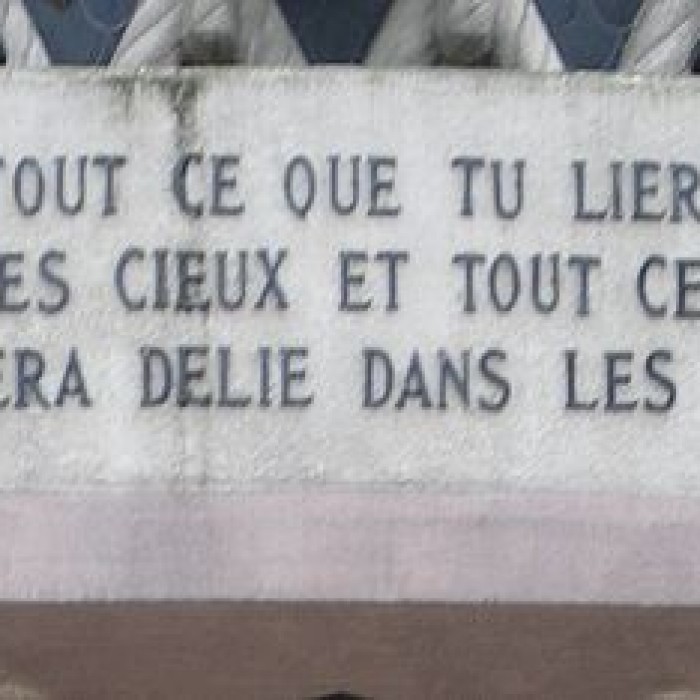 TOUT CE QUE TU LIER
ES CIEUX ET TOUT CE
ERA DELIE DANS LES